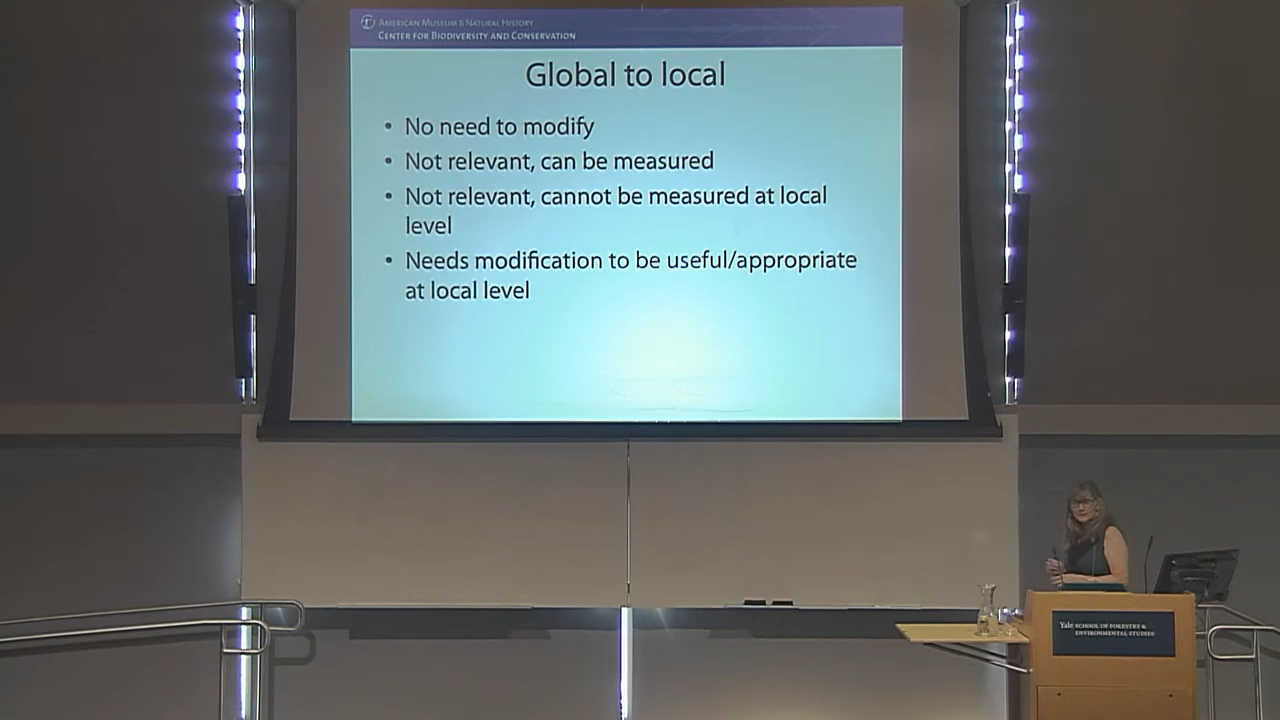 AMERICAN MUSEUM & NATURAL HISTORY
CENTER FOR BIODIVERSITY AND CONSERVATION
Global to local
• No need to modify
• Not relevant, can be measured
• Not relevant, cannot be measured at local
level
• Needs modification to be useful/appropriate
at local level
Yale SCHOOL OF FORESTRY &
ENVIRONMENTAL STUDIES